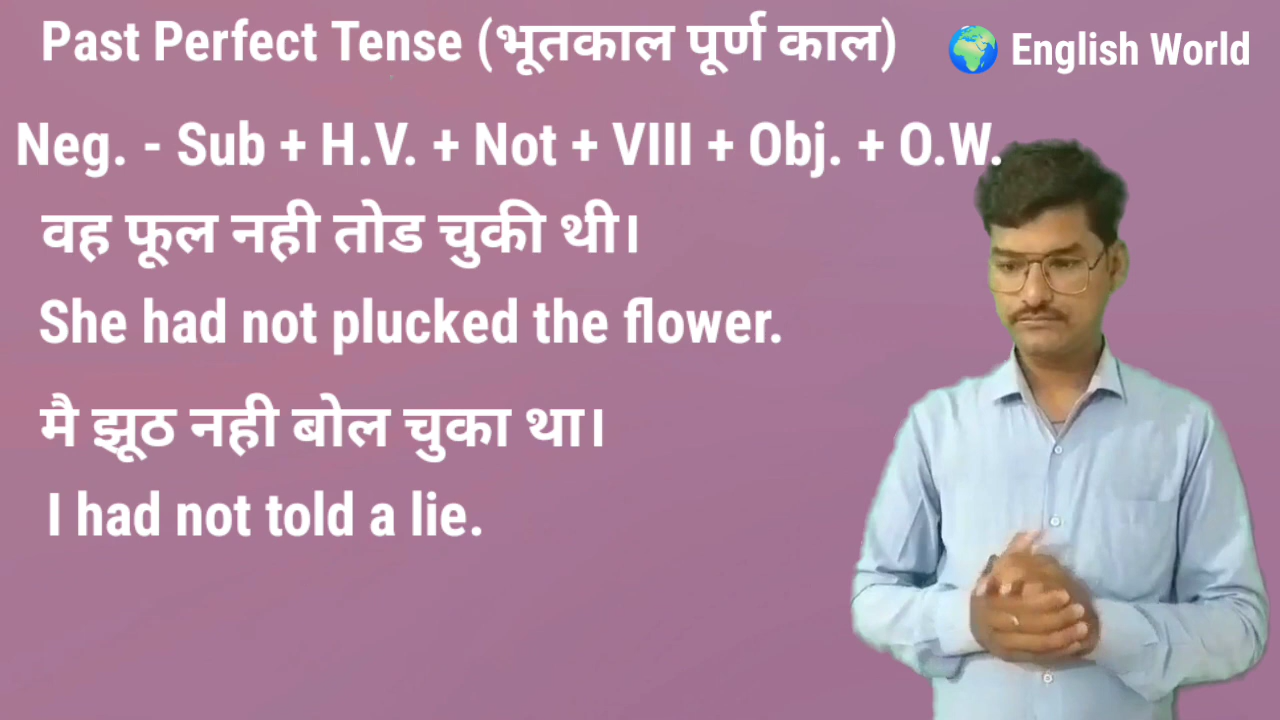 Past Perfect Tense (भूतकाल पूर्ण काल)
🌍 English World
Neg. - Sub + H.V. + Not + VIII + Obj. + O.W.
वह फूल नही तोड चुकी थी।
She had not plucked the flower.
मै झूठ नही बोल चुका था।
I had not told a lie.